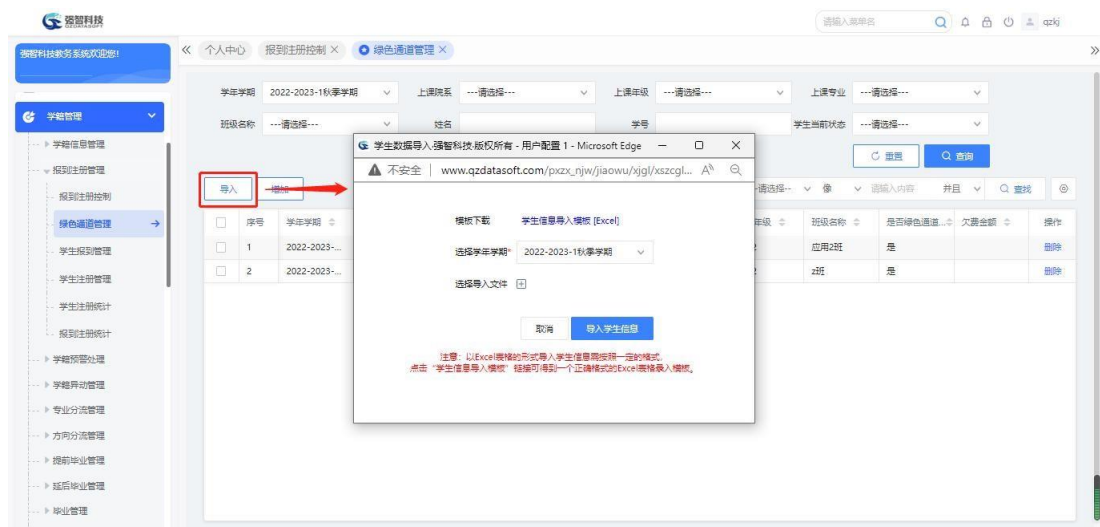 强智科技
请输入菜单名
qzkj
强智科技教务系统欢迎您!
个人中心
报到注册控制 ×
绿色通道管理 ×
学年学期 2022-2023-1秋季学期
上课院系 ---请选择---
上课年级 ---请选择---
上课专业 ---请选择---
班级名称 ---请选择---
姓名
学号
学生当前状态 ---请选择---
重置
查询
导入
增加
-请选择--
像
请输入内容
并且
查找
序号 学年学期
年级 班级名称 是否绿色通道... 欠费金额 操作
1 2022-2023-...
应用2班 是 删除
2 2022-2023-...
z班 是 删除
学籍管理
学籍信息管理
报到注册管理
报到注册控制
绿色通道管理
学生报到管理
学生注册管理
学生注册统计
报到注册统计
学籍预警处理
学籍异动管理
专业分流管理
方向分流管理
提前毕业管理
延后毕业管理
毕业管理
学生数据导入-强智科技-版权所有 - 用户配置 1 - Microsoft Edge
不安全 | www.qzdatasoft.com/pxzx_njw/jiaowu/xjgl/xszcgl...
模板下载 学生信息导入模板 [Excel]
选择学年学期* 2022-2023-1秋季学期
选择导入文件
取消
导入学生信息
注意：以Excel表格的形式导入学生信息需按照一定的格式,
点击“学生信息导入模板”链接可得到一个正确格式的Excel表格录入模板。